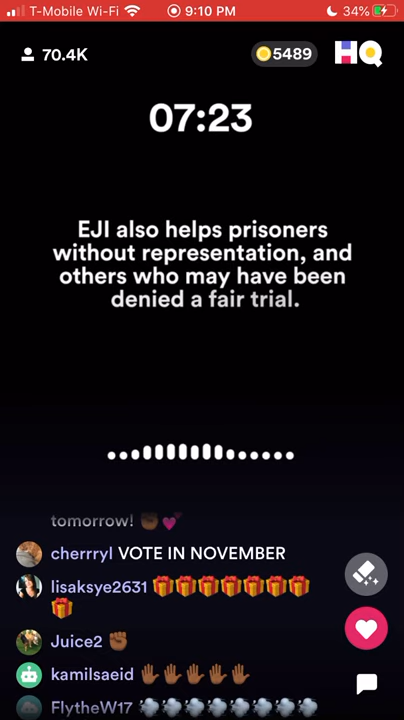 T-Mobile Wi-Fi 9:10 PM 34%
70.4K 5489 HQ
07:23
EJI also helps prisoners
without representation, and
others who may have been
denied a fair trial.
tomorrow! ✊🏾 💕
cherrryl VOTE IN NOVEMBER
lisaksye2631 🎁🎁🎁🎁🎁🎁🎁
🎁
Juice2 ✊🏾
kamilsaeid ✋🏾✋🏾✋🏾✋🏾✋🏾
FlytheW17 💨💨💨💨💨💨💨💨